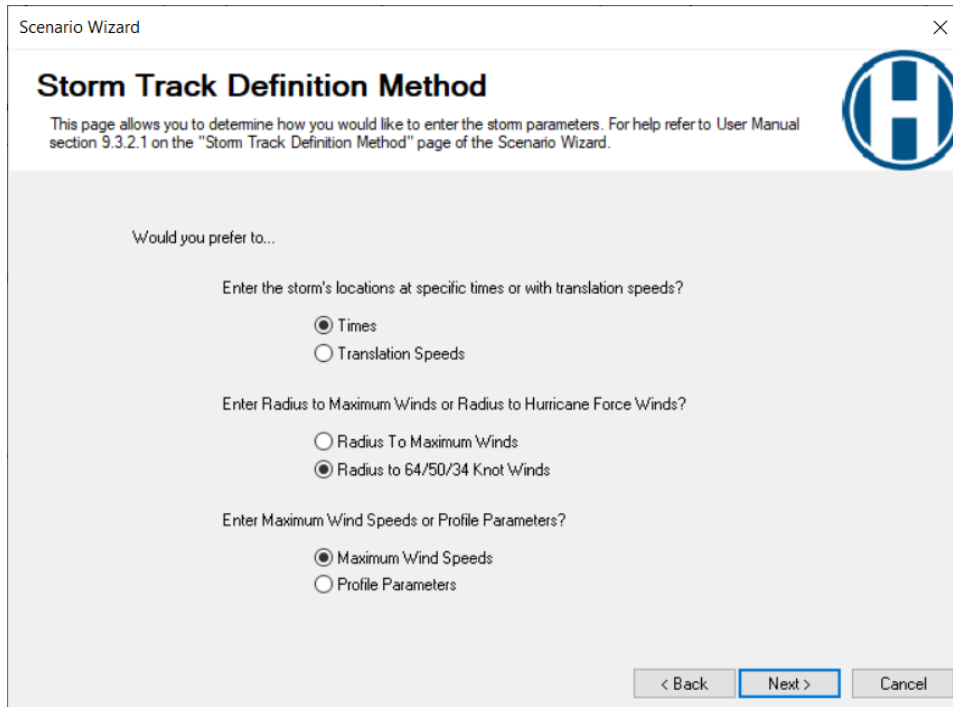 Scenario Wizard
Storm Track Definition Method
This page allows you to determine how you would like to enter the storm parameters. For help refer to User Manual
section 9.3.2.1 on the "Storm Track Definition Method" page of the Scenario Wizard.
H
Would you prefer to...
Enter the storm's locations at specific times or with translation speeds?
Times
Translation Speeds
Enter Radius to Maximum Winds or Radius to Hurricane Force Winds?
Radius To Maximum Winds
Radius to 64/50/34 Knot Winds
Enter Maximum Wind Speeds or Profile Parameters?
Maximum Wind Speeds
Profile Parameters
< Back Next > Cancel